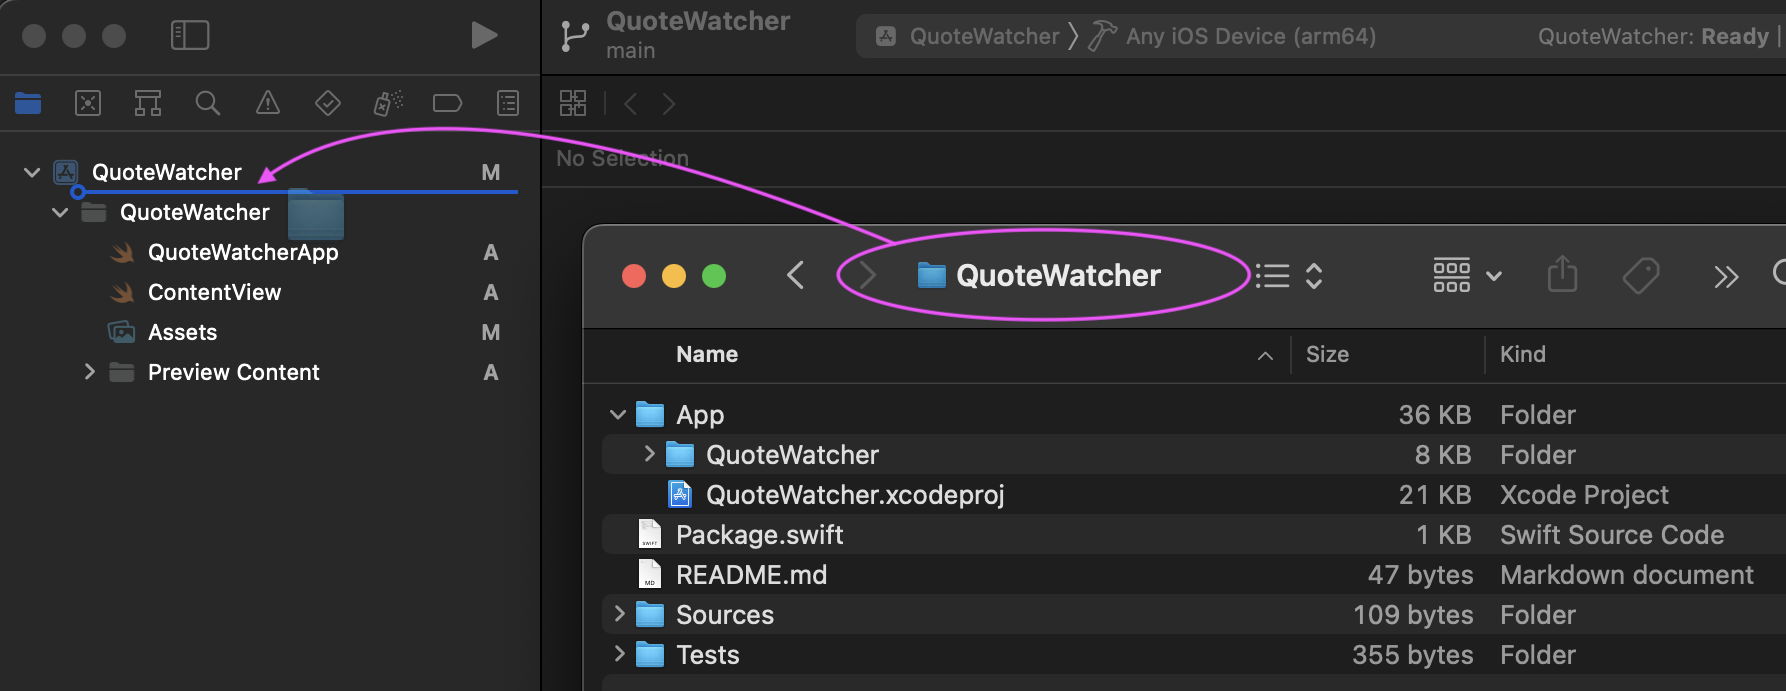 QuoteWatcher
main
QuoteWatcher
Any iOS Device (arm64)
QuoteWatcher: Ready
No Selection
QuoteWatcher M
QuoteWatcher
QuoteWatcherApp A
ContentView A
Assets M
Preview Content A
QuoteWatcher
Name Size Kind
App 36 KB Folder
QuoteWatcher 8 KB Folder
QuoteWatcher.xcodeproj 21 KB Xcode Project
Package.swift 1 KB Swift Source Code
README.md 47 bytes Markdown document
Sources 109 bytes Folder
Tests 355 bytes Folder
SWIFT
MD